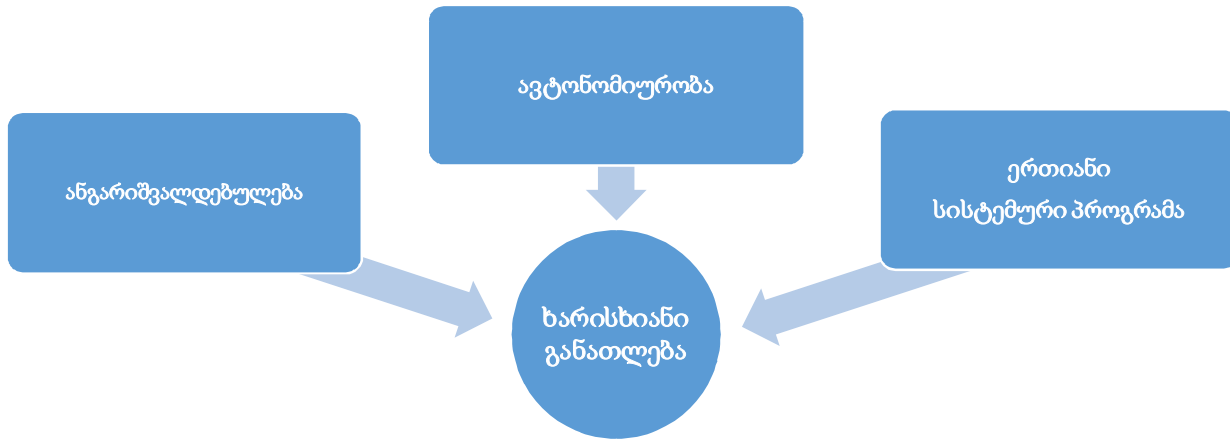 ავტონომიურობა
ანგარიშვალდებულება
ერთიანი
სისტემური პროგრამა
ხარისხიანი
განათლება